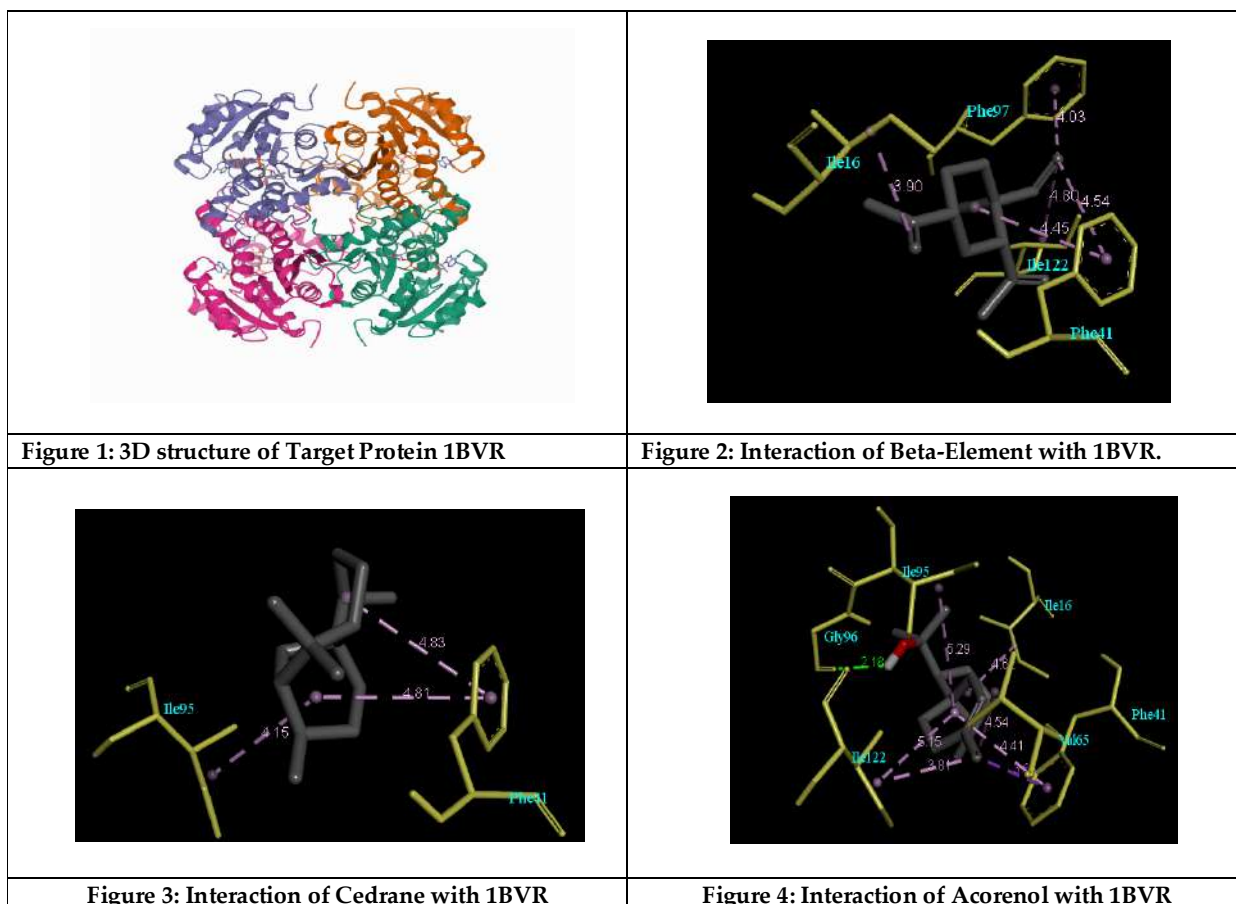 Figure 1: 3D structure of Target Protein 1BVR
Phe97
4.03
Ile16
3.90
4.80
4.54
4.45
Ile122
Phe41
Figure 2: Interaction of Beta-Element with 1BVR.
4.83
4.81
Ile95
4.15
Phe41
Figure 3: Interaction of Cedrane with 1BVR
Ile95
Ile16
Gly96
2.18
5.29
Phe41
4.54
Val65
4.41
5.15
Ile122
3.81
Figure 4: Interaction of Acorenol with 1BVR